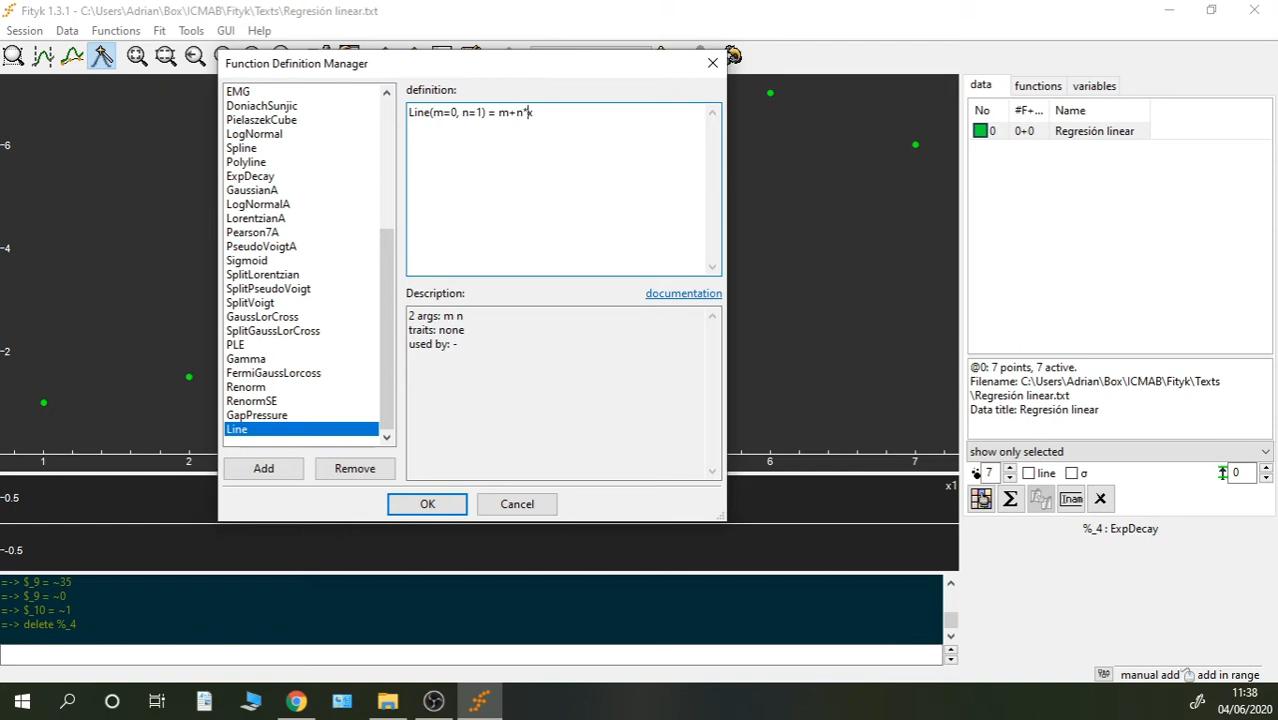 Fityk 1.3.1 - C:\Users\Adrian\Box\ICMAB\Fityk\Texts\Regresión linear.txt
Session Data Functions Fit Tools GUI Help
Function Definition Manager
EMG
DoniachSunjic
PielaszekCube
LogNormal
Spline
Polyline
ExpDecay
GaussianA
LogNormalA
LorentzianA
Pearson7A
PseudoVoigtA
Sigmoid
SplitLorentzian
SplitPseudoVoigt
SplitVoigt
GaussLorCross
SplitGaussLorCross
PLE
Gamma
FermiGaussLorcoss
Renorm
RenormSE
GapPressure
Line
Add Remove
definition:
Line(m=0, n=1) = m+n*x
Description: documentation
2 args: m n
traits: none
used by: -
OK Cancel
-6
-4
-2
1 2 6 7
-0.5 x1
-0.5
=-> $_9 = ~35
=-> $_9 = ~0
=-> $_10 = ~1
=-> delete %_4
data functions variables
No #F+... Name
0 0+0 Regresión linear
@0: 7 points, 7 active.
Filename: C:\Users\Adrian\Box\ICMAB\Fityk\Texts
\Regresión linear.txt
Data title: Regresión linear
show only selected
7 line σ 0
Σ Inam x
%_4 : ExpDecay
manual add add in range
11:38
04/06/2020